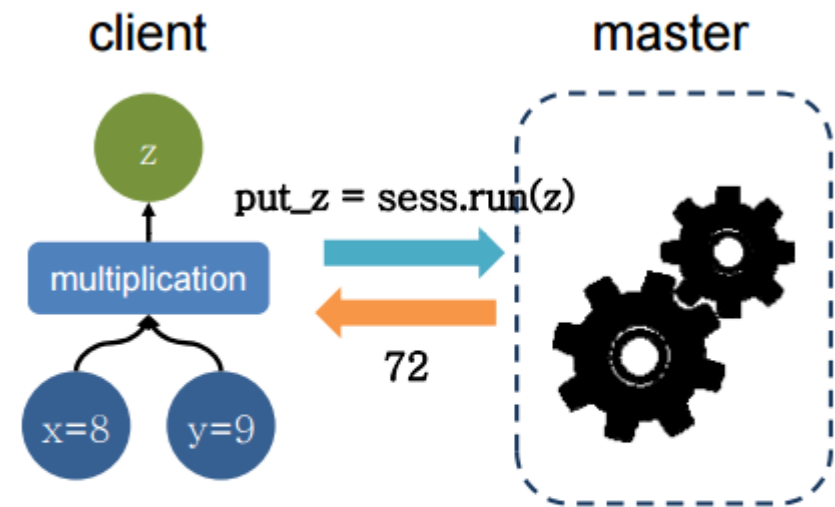 client
master
z
put_z = sess.run(z)
multiplication
72
x=8
y=9